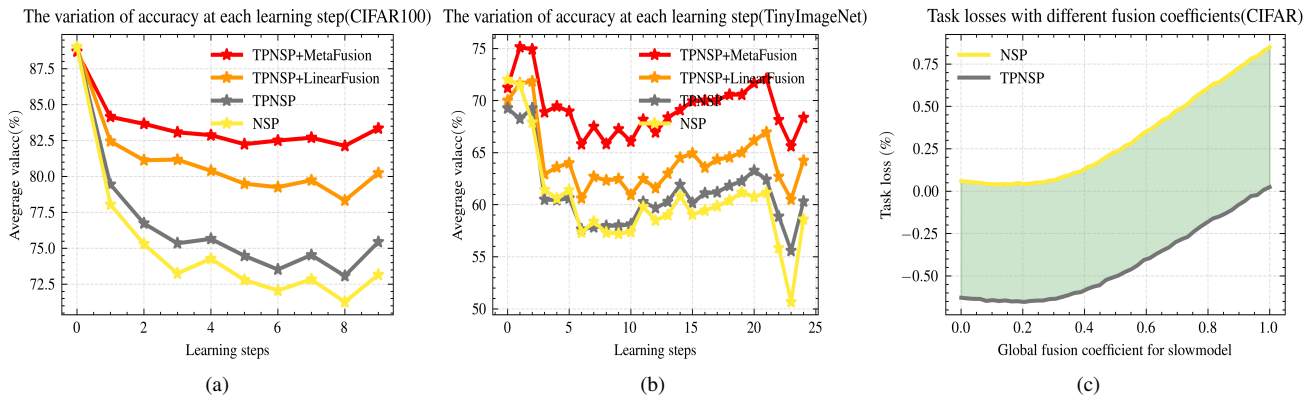 The variation of accuracy at each learning step(CIFAR100)
Avegrage valacc(%)
87.5
85.0
82.5
80.0
77.5
75.0
72.5
TPNSP+MetaFusion
TPNSP+LinearFusion
TPNSP
NSP
0 2 4 6 8
Learning steps
(a)
The variation of accuracy at each learning step(TinyImageNet)
Avegrage valacc(%)
75
70
65
60
55
50
TPNSP+MetaFusion
TPNSP+LinearFusion
TPNSP
NSP
0 5 10 15 20 25
Learning steps
(b)
Task losses with different fusion coefficients(CIFAR)
Task loss (%)
0.75
0.50
0.25
0.00
−0.25
−0.50
NSP
TPNSP
0.0 0.2 0.4 0.6 0.8 1.0
Global fusion coefficient for slowmodel
(c)